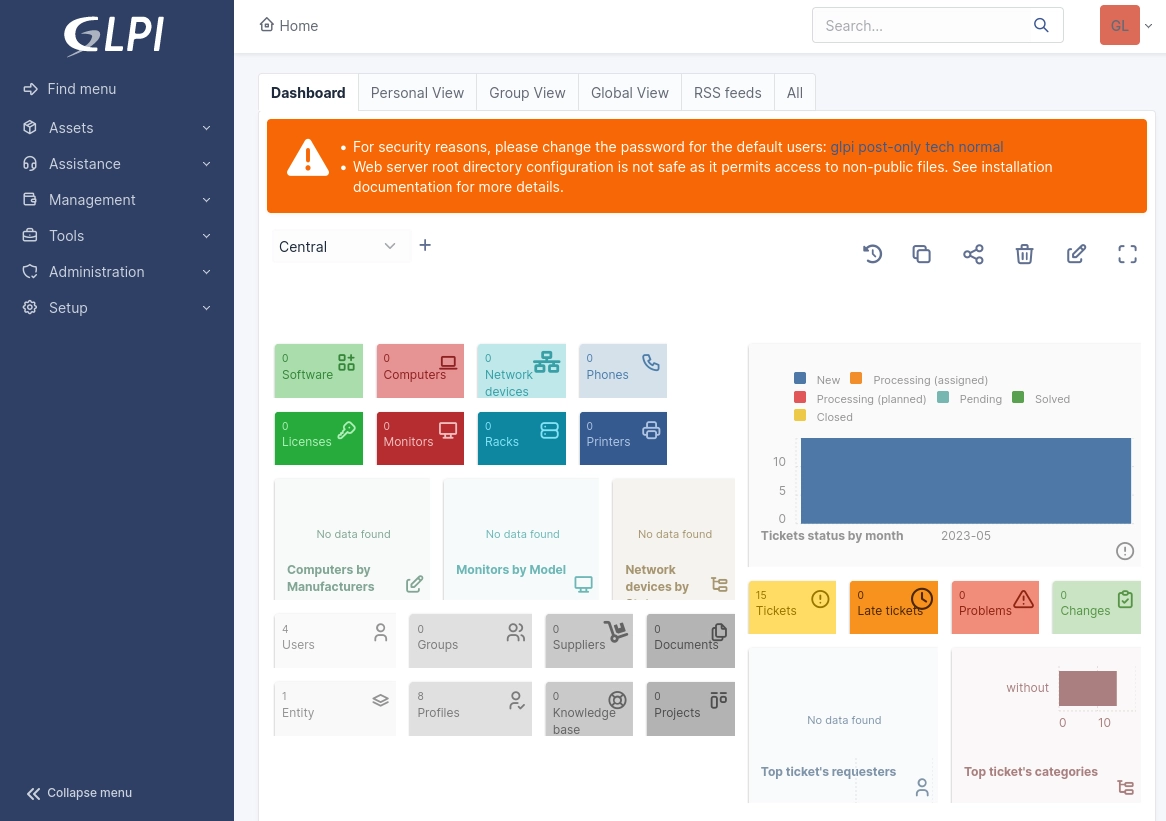 GLPI
Home
Search...
GL
Find menu
Assets
Assistance
Management
Tools
Administration
Setup
Collapse menu
Dashboard
Personal View
Group View
Global View
RSS feeds
All
For security reasons, please change the password for the default users: glpi post-only tech normal
Web server root directory configuration is not safe as it permits access to non-public files. See installation
documentation for more details.
Central
0
Software
0
Computers
0
Network
devices
0
Phones
0
Licenses
0
Monitors
0
Racks
0
Printers
No data found
Computers by
Manufacturers
No data found
Monitors by Model
No data found
Network
devices by
4
Users
0
Groups
0
Suppliers
0
Documents
1
Entity
8
Profiles
0
Knowledge
base
0
Projects
New
Processing (assigned)
Processing (planned)
Pending
Solved
Closed
10
5
0
2023-05
Tickets status by month
15
Tickets
0
Late tickets
0
Problems
0
Changes
No data found
Top ticket's requesters
without
0
10
Top ticket's categories